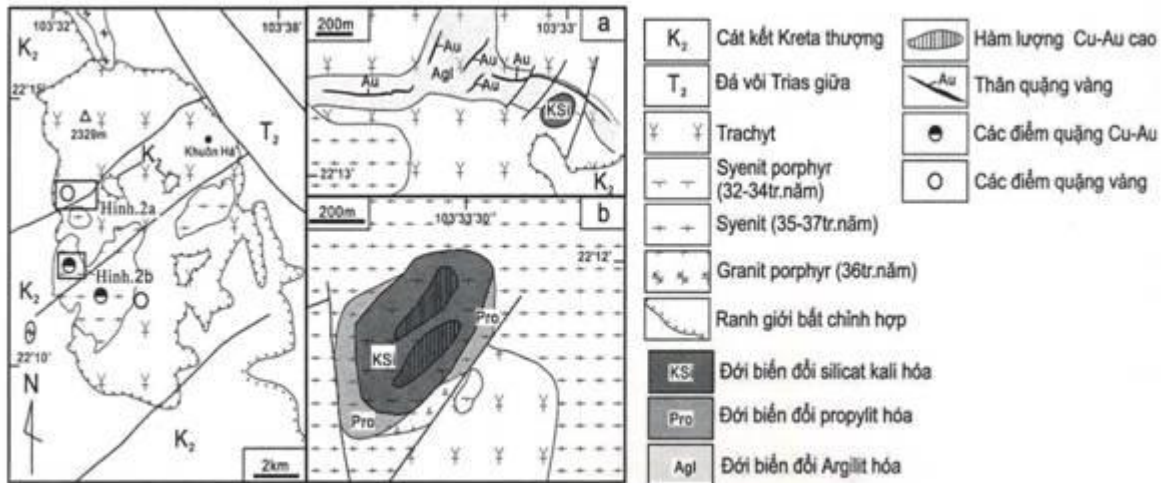 103°32'
103°38'
K₂
22°15'
2329m
T₂
Khuôn Hà
K₂
Hình.2a
Hình.2b
K₂
22°10'
N
K₂
2km
200m
a
103°33'
Au
Au
Au
Au
Au
Agl
KSi
22°13'
K₂
200m
103°33'30"
b
22°12'
Pro
KSi
Pro
K₂ Cát kết Kreta thượng
T₂ Đá vôi Trias giữa
Trachyt
Syenit porphyr
(32-34tr.năm)
Syenit (35-37tr.năm)
Granit porphyr (36tr.năm)
Ranh giới bất chỉnh hợp
KSi Đới biến đổi silicat kali hóa
Pro Đới biến đổi propylit hóa
Agl Đới biến đổi Argilit hóa
Hàm lượng Cu-Au cao
Au Thân quặng vàng
Các điểm quặng Cu-Au
Các điểm quặng vàng